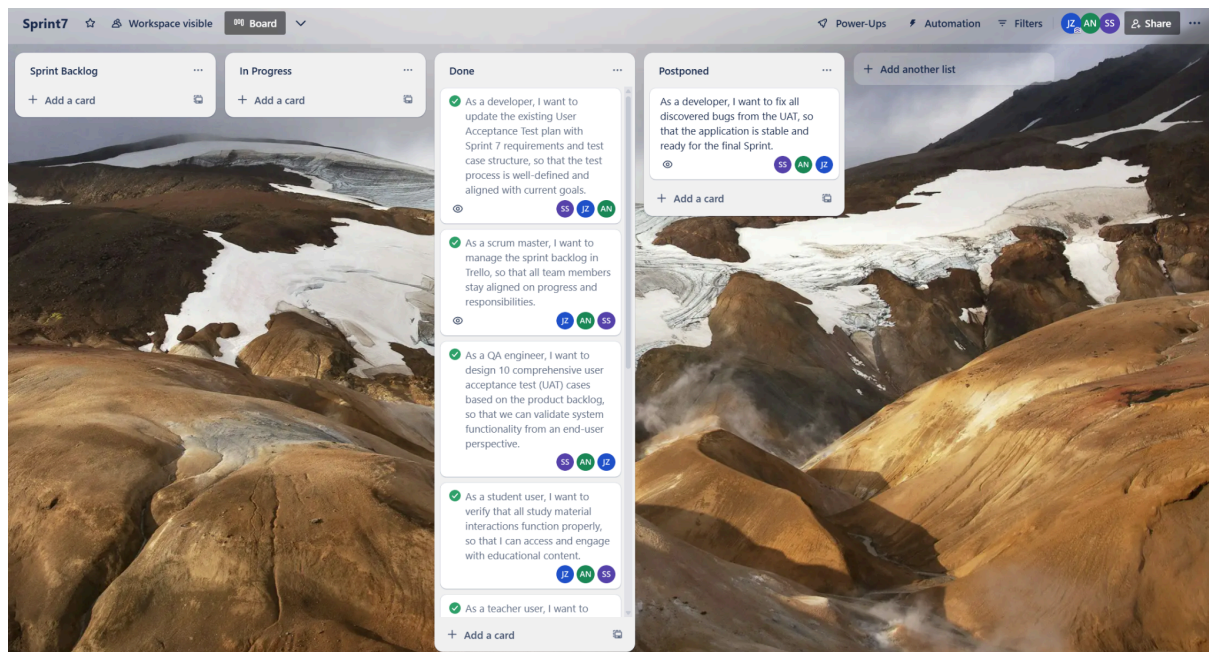 Sprint7
Workspace visible
Board
Power-Ups
Automation
Filters
JZ AN SS
Share
Sprint Backlog
Add a card
In Progress
Add a card
Done
As a developer, I want to
update the existing User
Acceptance Test plan with
Sprint 7 requirements and test
case structure, so that the test
process is well-defined and
aligned with current goals.
SS JZ AN
As a scrum master, I want to
manage the sprint backlog in
Trello, so that all team members
stay aligned on progress and
responsibilities.
JZ AN SS
As a QA engineer, I want to
design 10 comprehensive user
acceptance test (UAT) cases
based on the product backlog,
so that we can validate system
functionality from an end-user
perspective.
SS AN JZ
As a student user, I want to
verify that all study material
interactions function properly,
so that I can access and engage
with educational content.
JZ AN SS
As a teacher user, I want to
Add a card
Postponed
As a developer, I want to fix all
discovered bugs from the UAT, so
that the application is stable and
ready for the final Sprint.
SS AN JZ
Add a card
Add another list